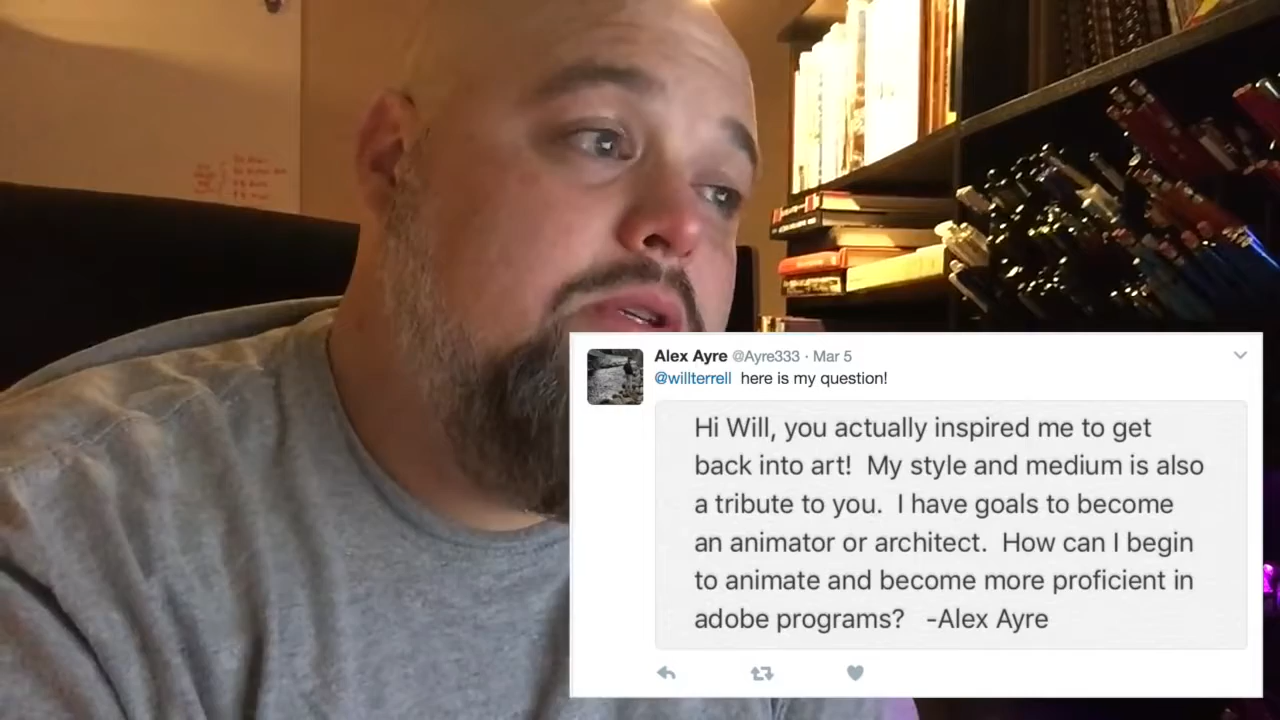 Alex Ayre @Ayre333 · Mar 5
@willterrell here is my question!
Hi Will, you actually inspired me to get
back into art! My style and medium is also
a tribute to you. I have goals to become
an animator or architect. How can I begin
to animate and become more proficient in
adobe programs? -Alex Ayre